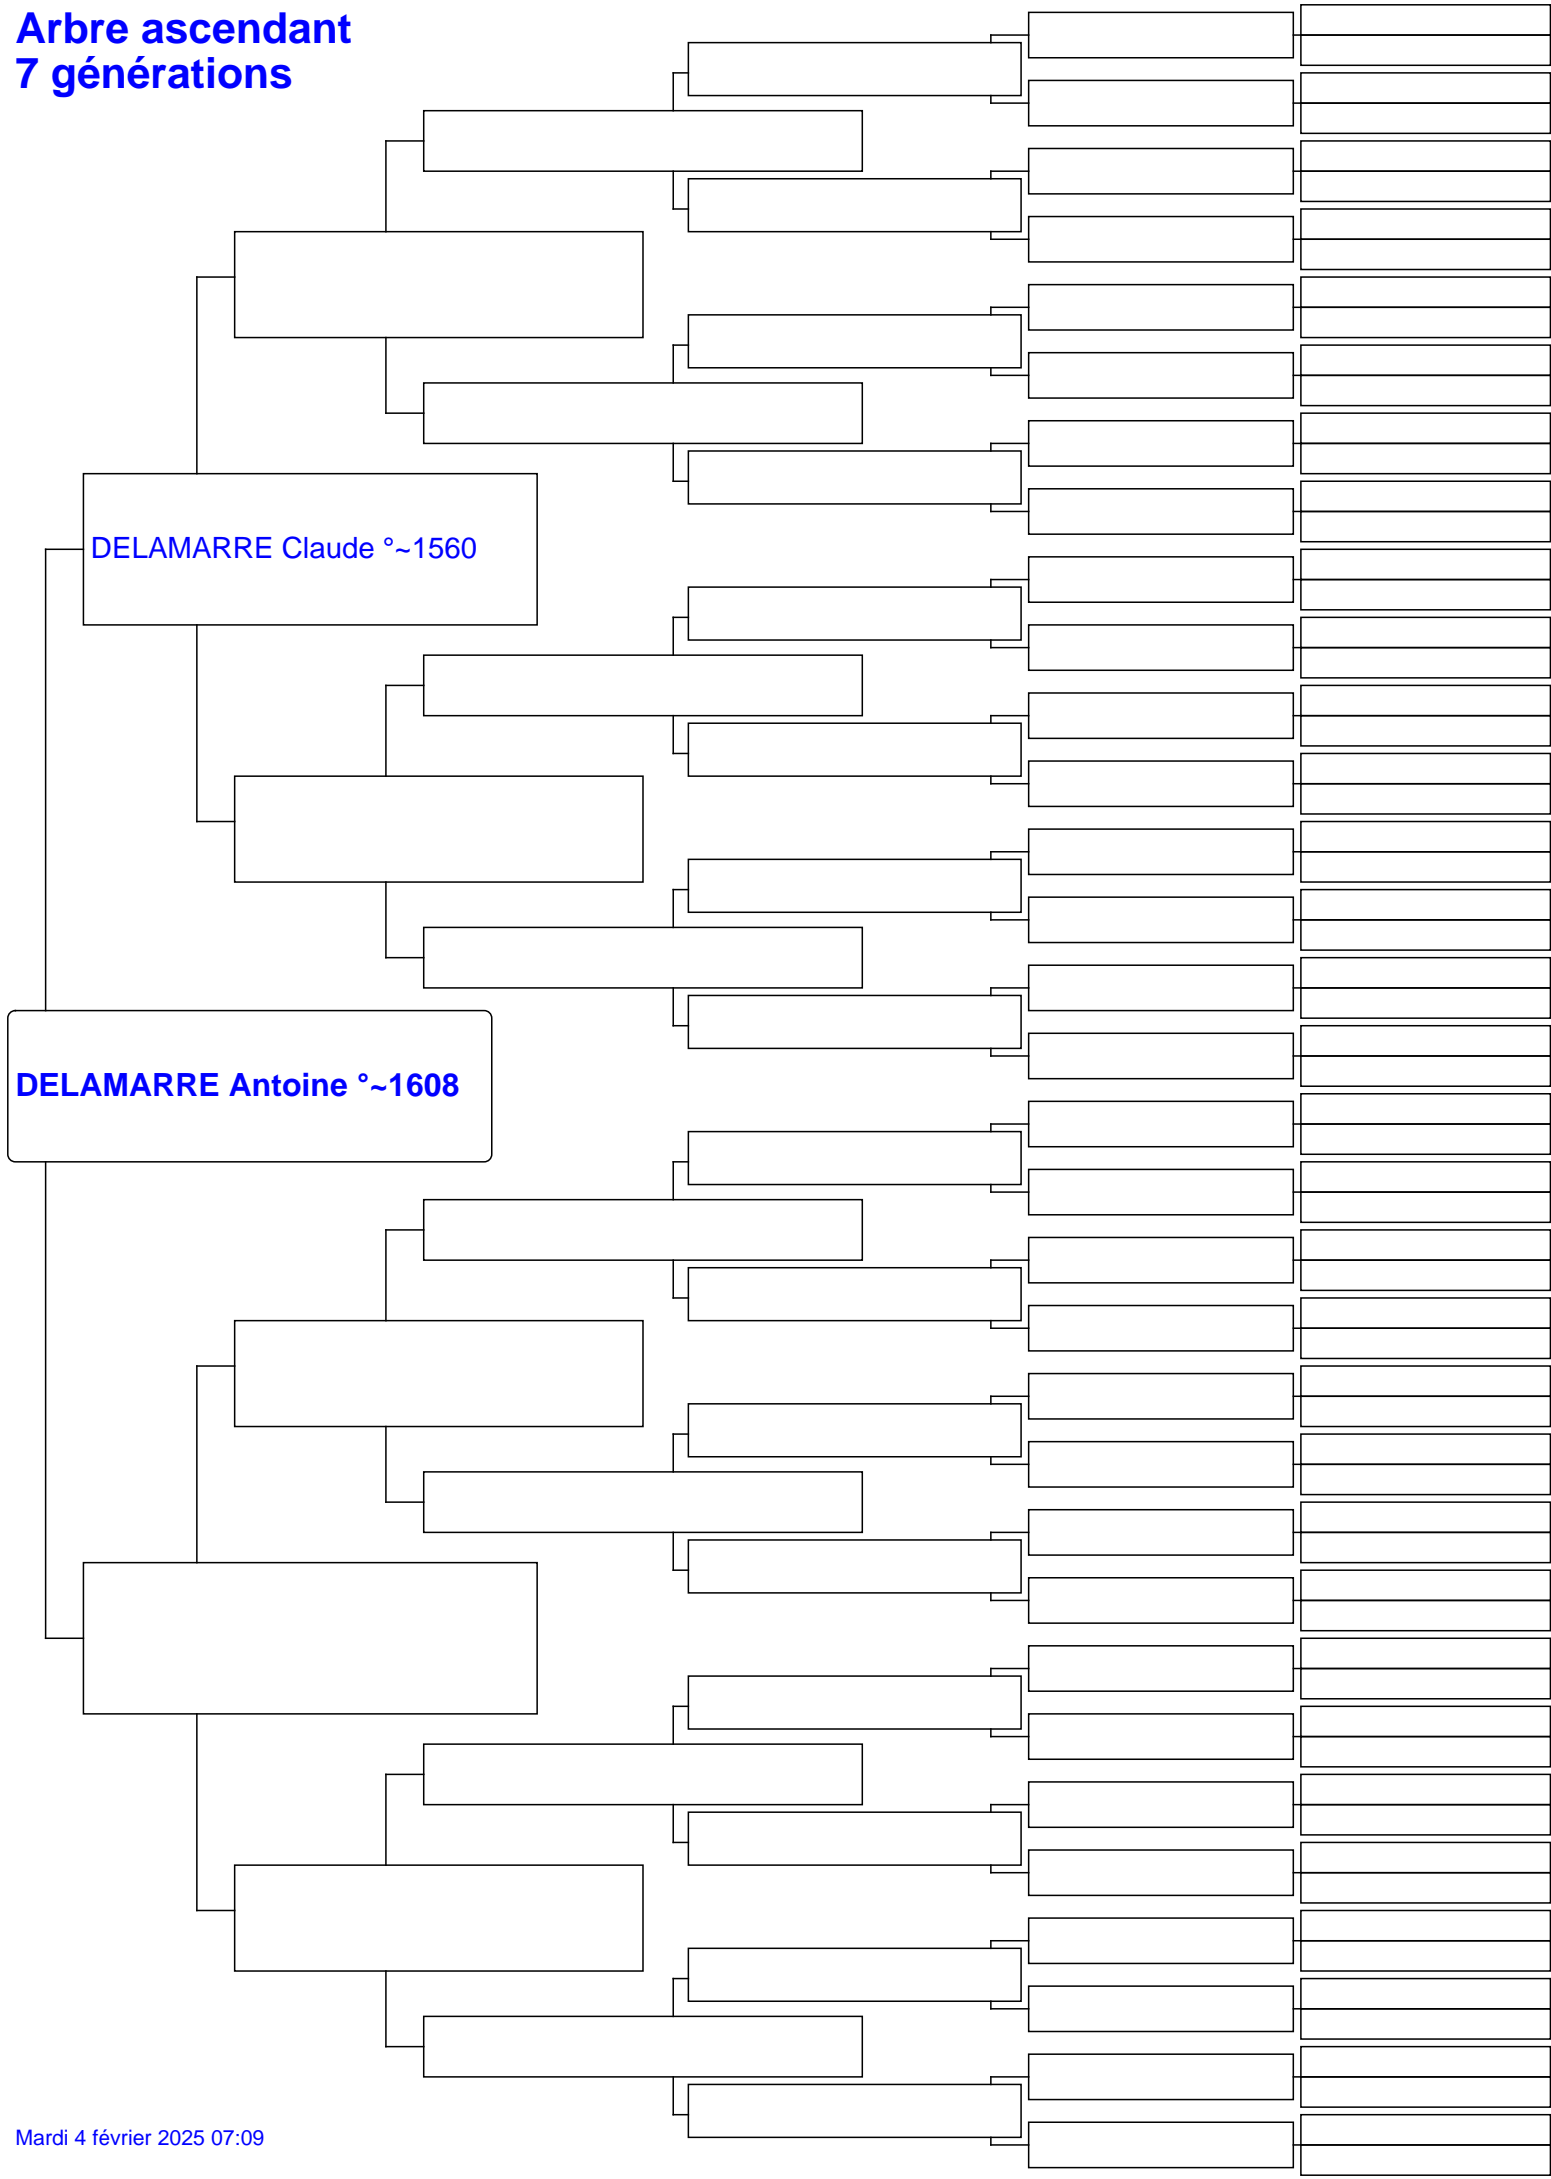 Arbre ascendant
7 générations
DELAMARRE Claude °~1560
DELAMARRE Antoine °~1608
Mardi 4 février 2025 07:09